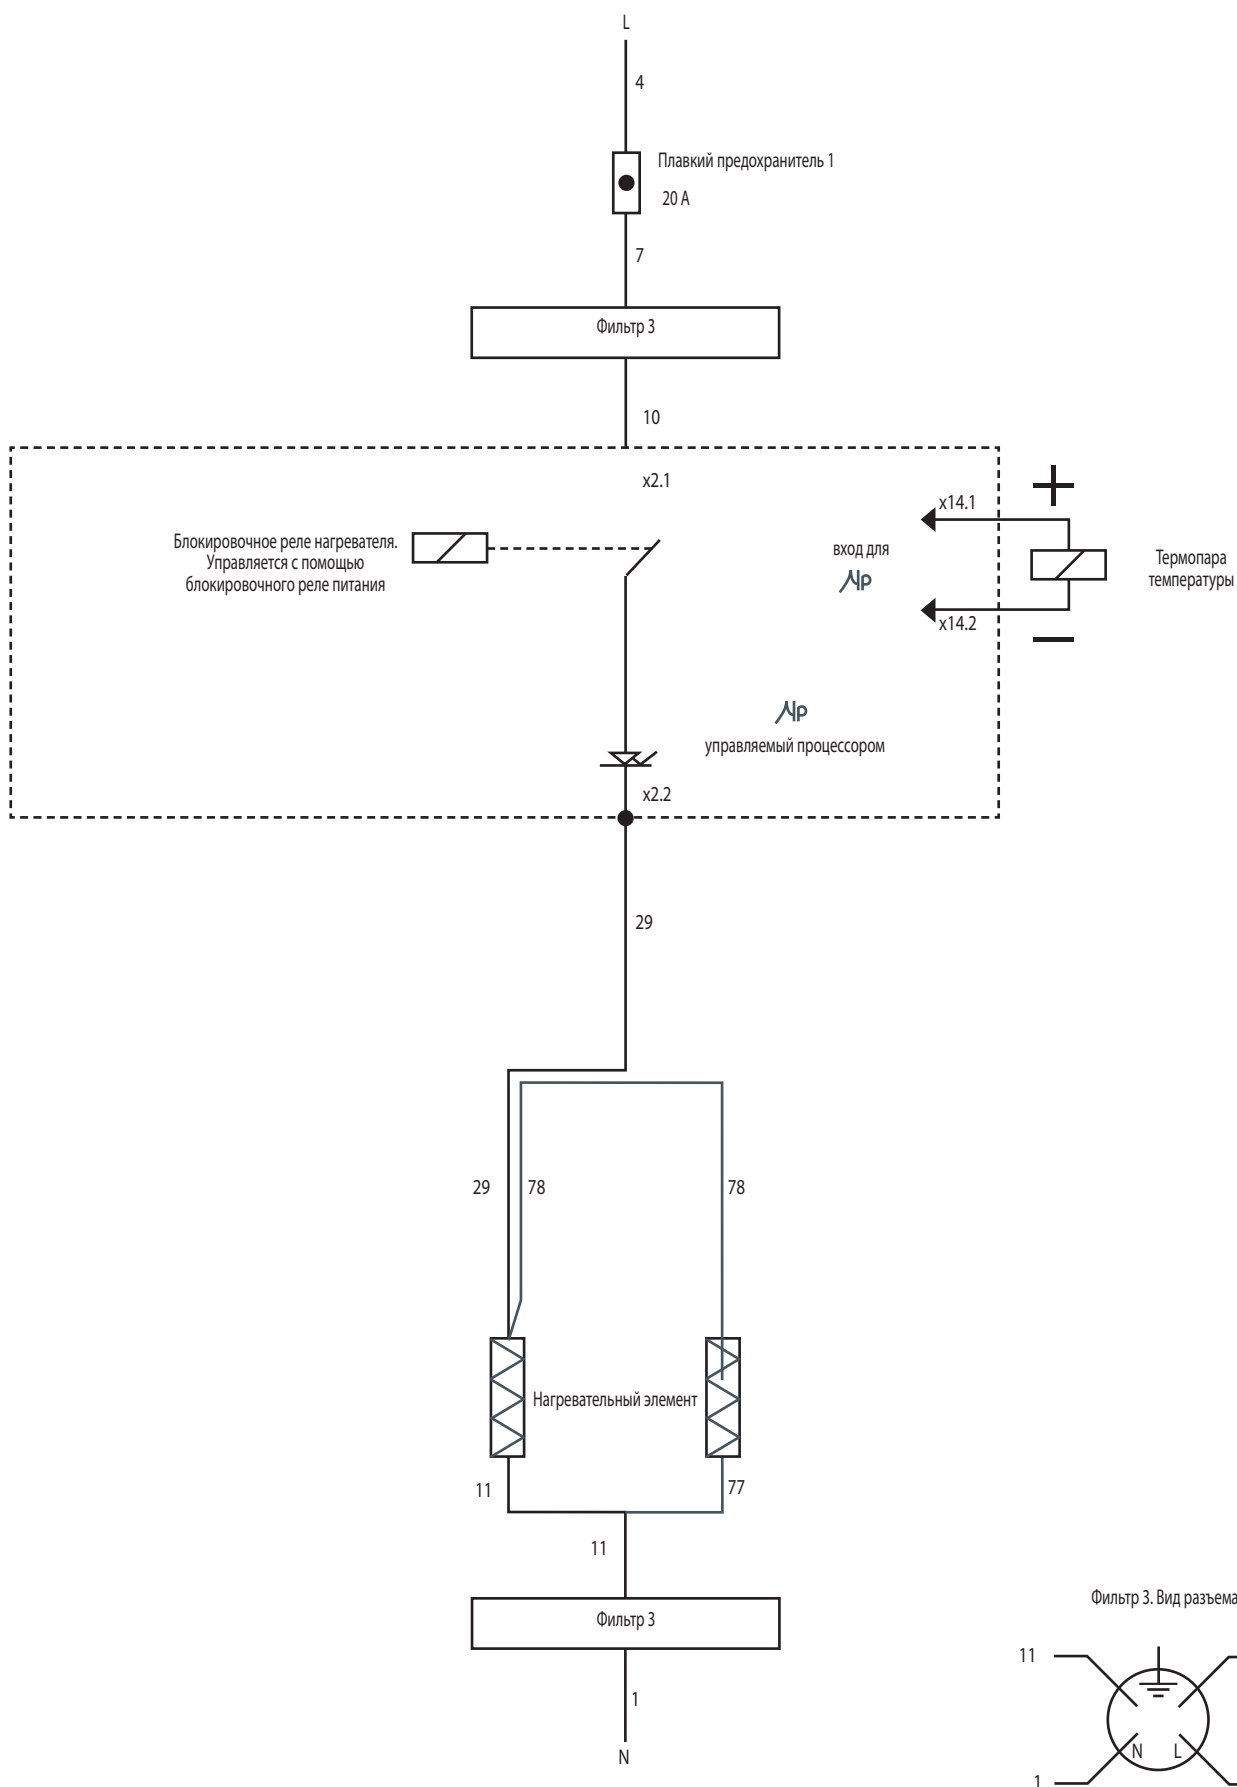 L
4
Плавкий предохранитель 1
20 А
7
Фильтр 3
10
x2.1
x14.1
Блокировочное реле нагревателя.
Управляется с помощью
блокировочного реле питания
вход для
μp
Термопара
температуры
x14.2
μp
управляемый процессором
x2.2
29
29
78
78
Нагревательный элемент
11
77
11
Фильтр 3
Фильтр 3. Вид разъема
11
1
N
L
1
N